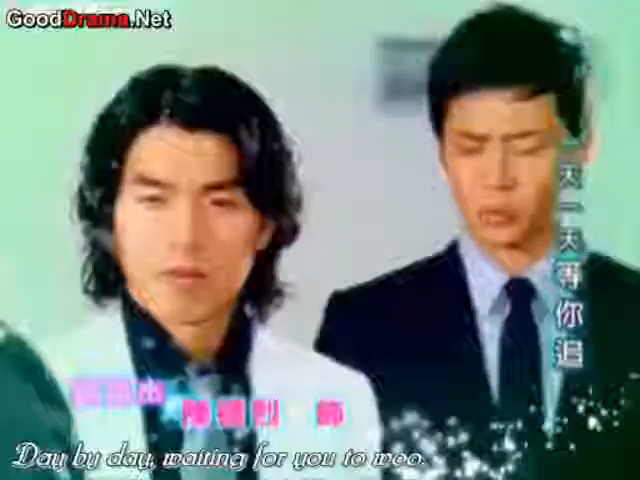 GoodDrama.Net
一天一天等你追
Day by day, waiting for you to woo.